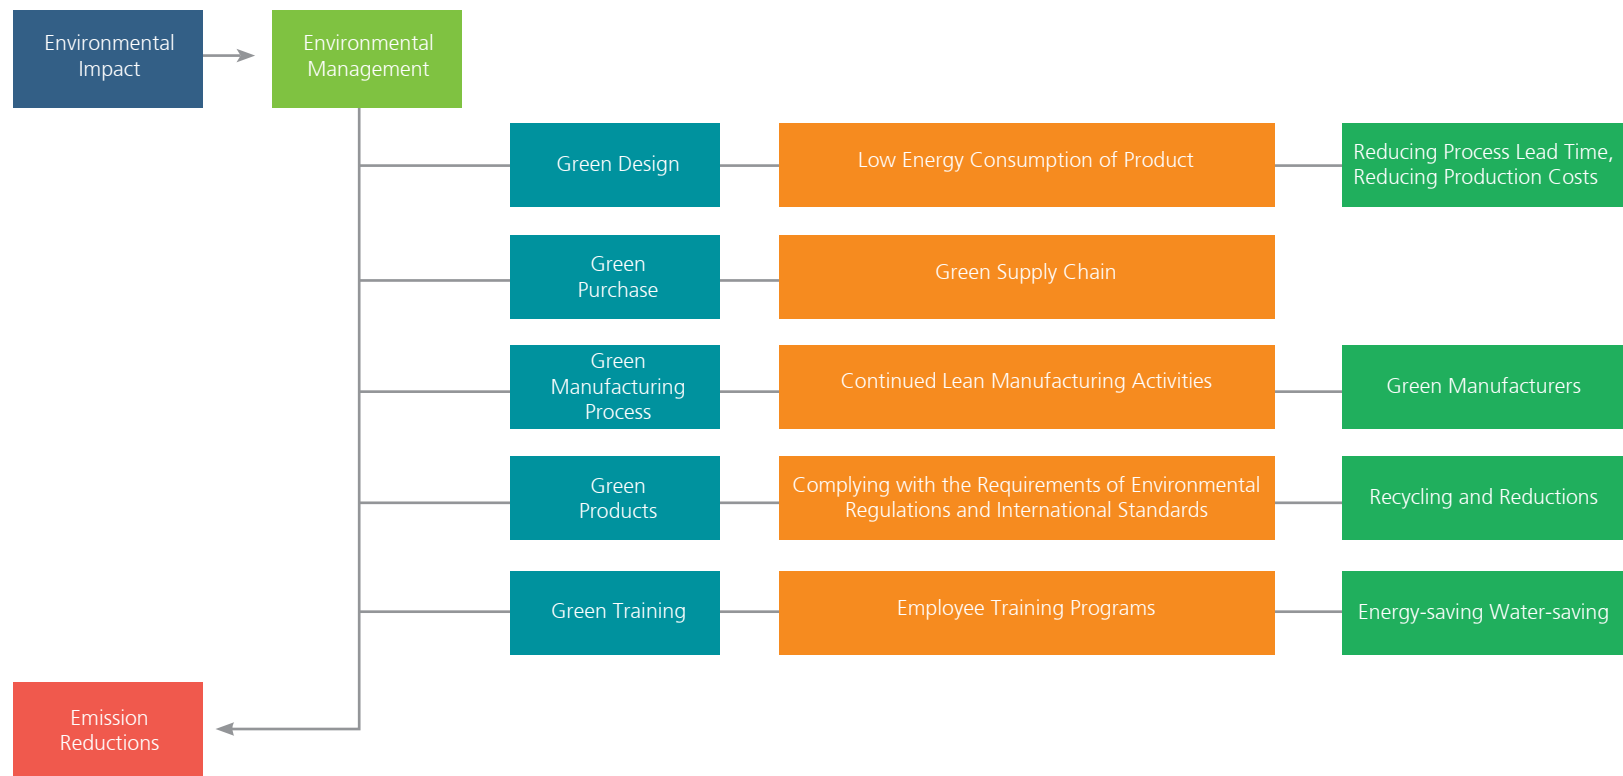 Environmental
Impact
Environmental
Management
Green Design
Low Energy Consumption of Product
Reducing Process Lead Time,
Reducing Production Costs
Green
Purchase
Green Supply Chain
Green
Manufacturing
Process
Continued Lean Manufacturing Activities
Green Manufacturers
Green
Products
Complying with the Requirements of Environmental
Regulations and International Standards
Recycling and Reductions
Green Training
Employee Training Programs
Energy-saving Water-saving
Emission
Reductions